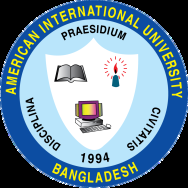 AMERICAN INTERNATIONAL UNIVERSITY
PRAESIDIUM
DISCIPLINA
CIVITATIS
1994
BANGLADESH